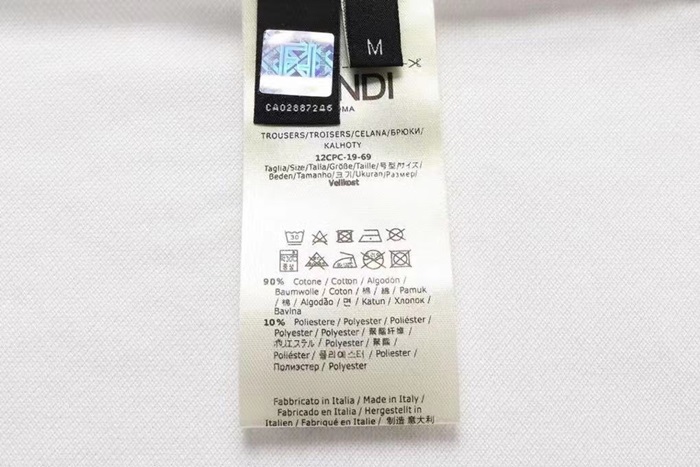 M
NDI
OMA
CA02887246
TROUSERS/TROISERS/CELANA/БРЮКИ/
KALHOTY
12CPC-19-69
Taglia/Size/Talla/Größe/Taille/号型/サイズ/
Beden/Tamanho/크기/Ukuran/Размер/
Velikost
30
90% Cotone / Cotton / Algodón /
Baumwolle / Coton / 棉 / 綿 / Pamuk
/ 棉 / Algodão / 면 / Katun / Хлопок /
Bavlna
10% Poliestere / Polyester / Poliéster /
Polyester / Polyester / 聚酯纤维 /
ポリエステル / Polyester / 聚酯 /
Poliéster / 폴리에스터 / Poliester /
Полиэстер / Polyester
Fabbricato in Italia / Made in Italy /
Fabricado en Italia / Hergestellt in
Italien / Fabriqué en Italie / 制造 意大利